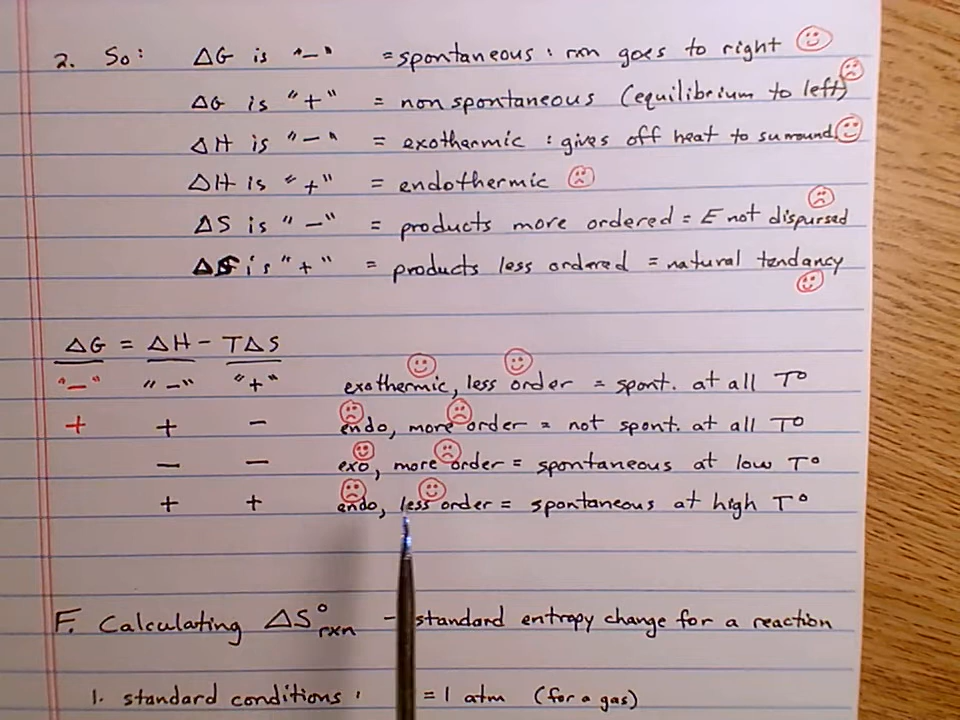 2. So: ΔG is "-" = spontaneous: rxn goes to right
ΔG is "+" = non spontaneous (equilibrium to left)
ΔH is "-" = exothermic : gives off heat to surround.
ΔH is "+" = endothermic
ΔS is "-" = products more ordered = E not dispursed
ΔS is "+" = products less ordered = natural tendancy
ΔG = ΔH - TΔS
"-" "-" "+" exothermic, less order = spont. at all T°
+ + - endo, more order = not spont. at all T°
- - exo, more order = spontaneous at low T°
+ + endo, less order = spontaneous at high T°
F. Calculating ΔS°rxn - standard entropy change for a reaction
1. standard conditions: = 1 atm (for a gas)